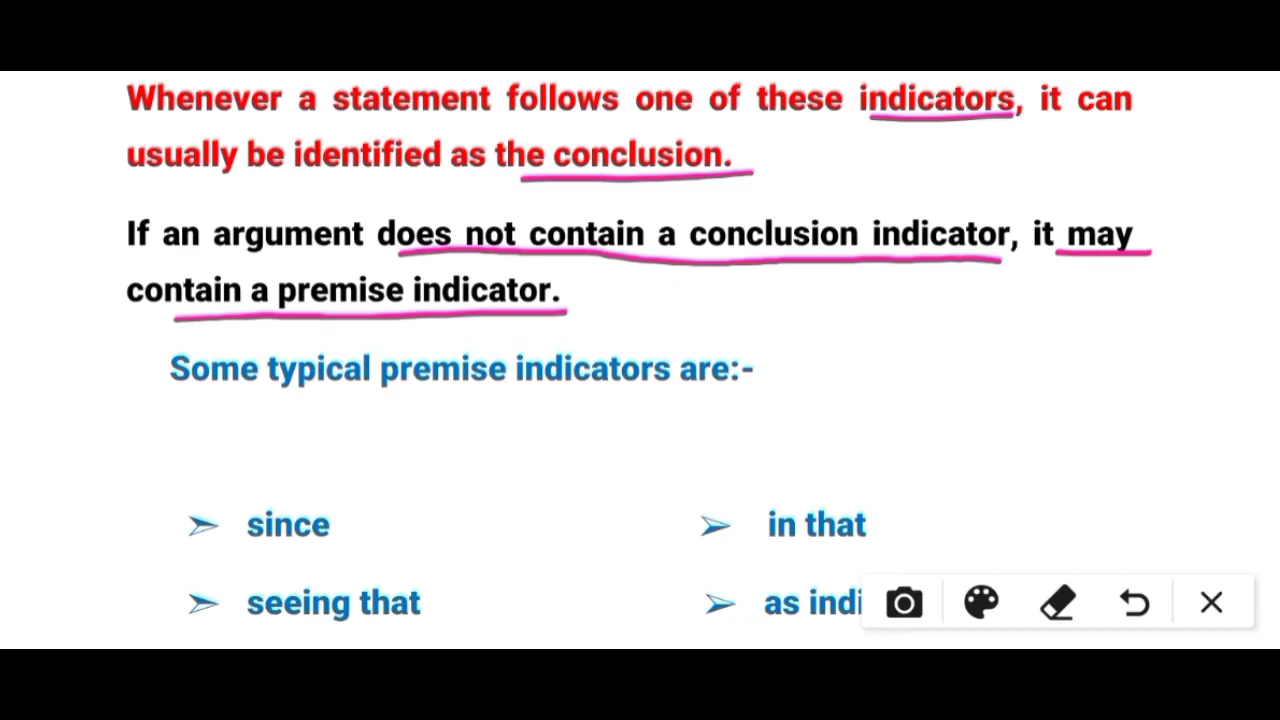 Whenever a statement follows one of these indicators, it can
usually be identified as the conclusion.
If an argument does not contain a conclusion indicator, it may
contain a premise indicator.
Some typical premise indicators are:-
➢ since
➢ in that
➢ seeing that
➢ as